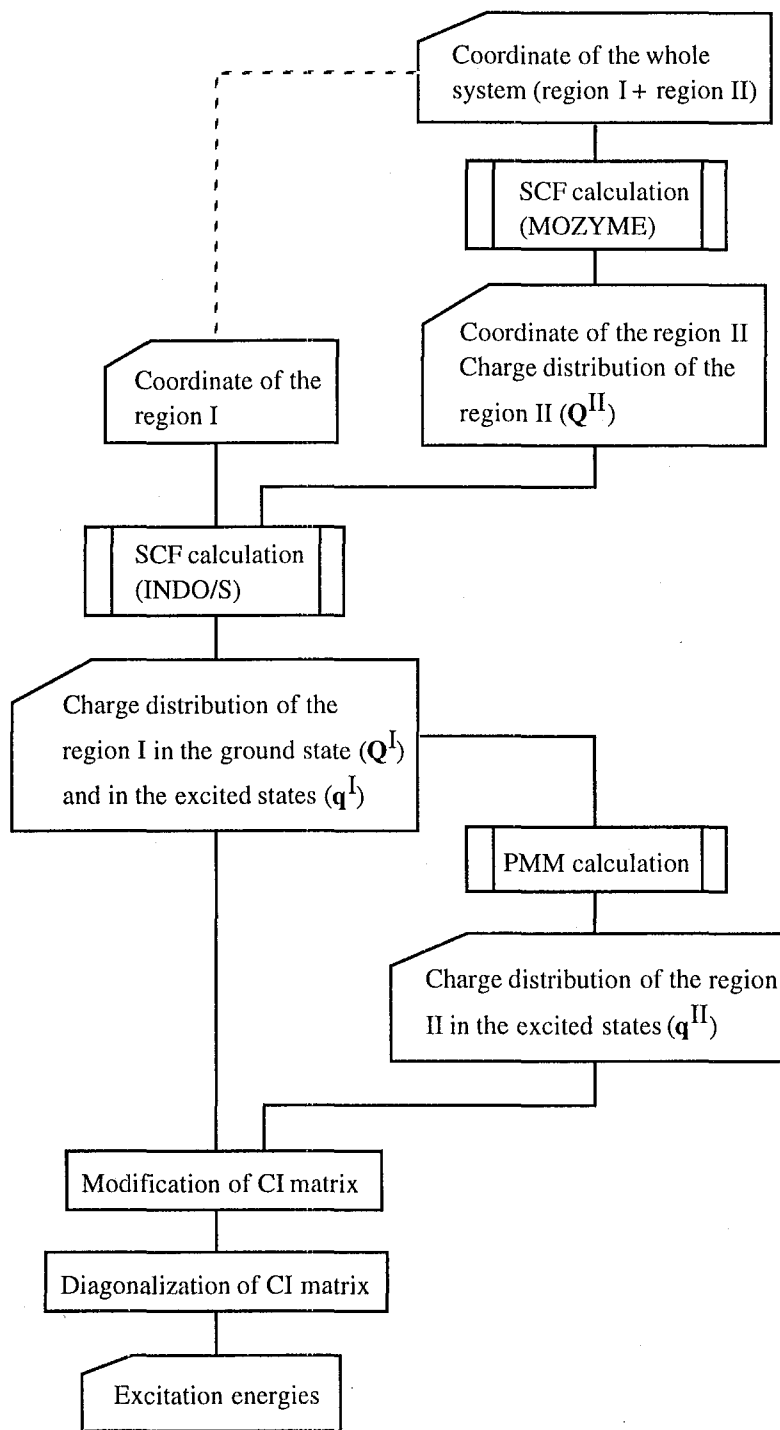 Coordinate of the whole
system (region I + region II)
SCF calculation
(MOZYME)
Coordinate of the region II
Charge distribution of the
region II (Q^II)
Coordinate of the
region I
SCF calculation
(INDO/S)
Charge distribution of the
region I in the ground state (Q^I)
and in the excited states (q^I)
PMM calculation
Charge distribution of the region
II in the excited states (q^II)
Modification of CI matrix
Diagonalization of CI matrix
Excitation energies